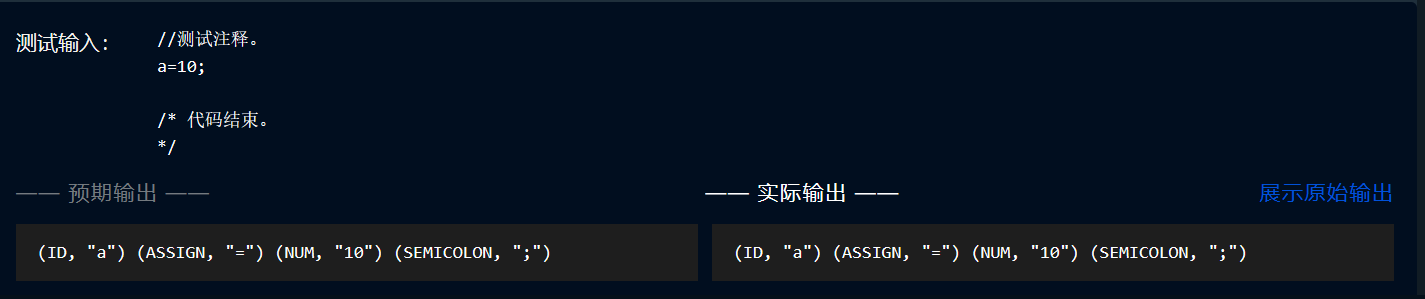 测试输入: //测试注释。
a=10;
/* 代码结束。
*/
—— 预期输出 ——
—— 实际输出 ——
展示原始输出
(ID, "a") (ASSIGN, "=") (NUM, "10") (SEMICOLON, ";")
(ID, "a") (ASSIGN, "=") (NUM, "10") (SEMICOLON, ";")